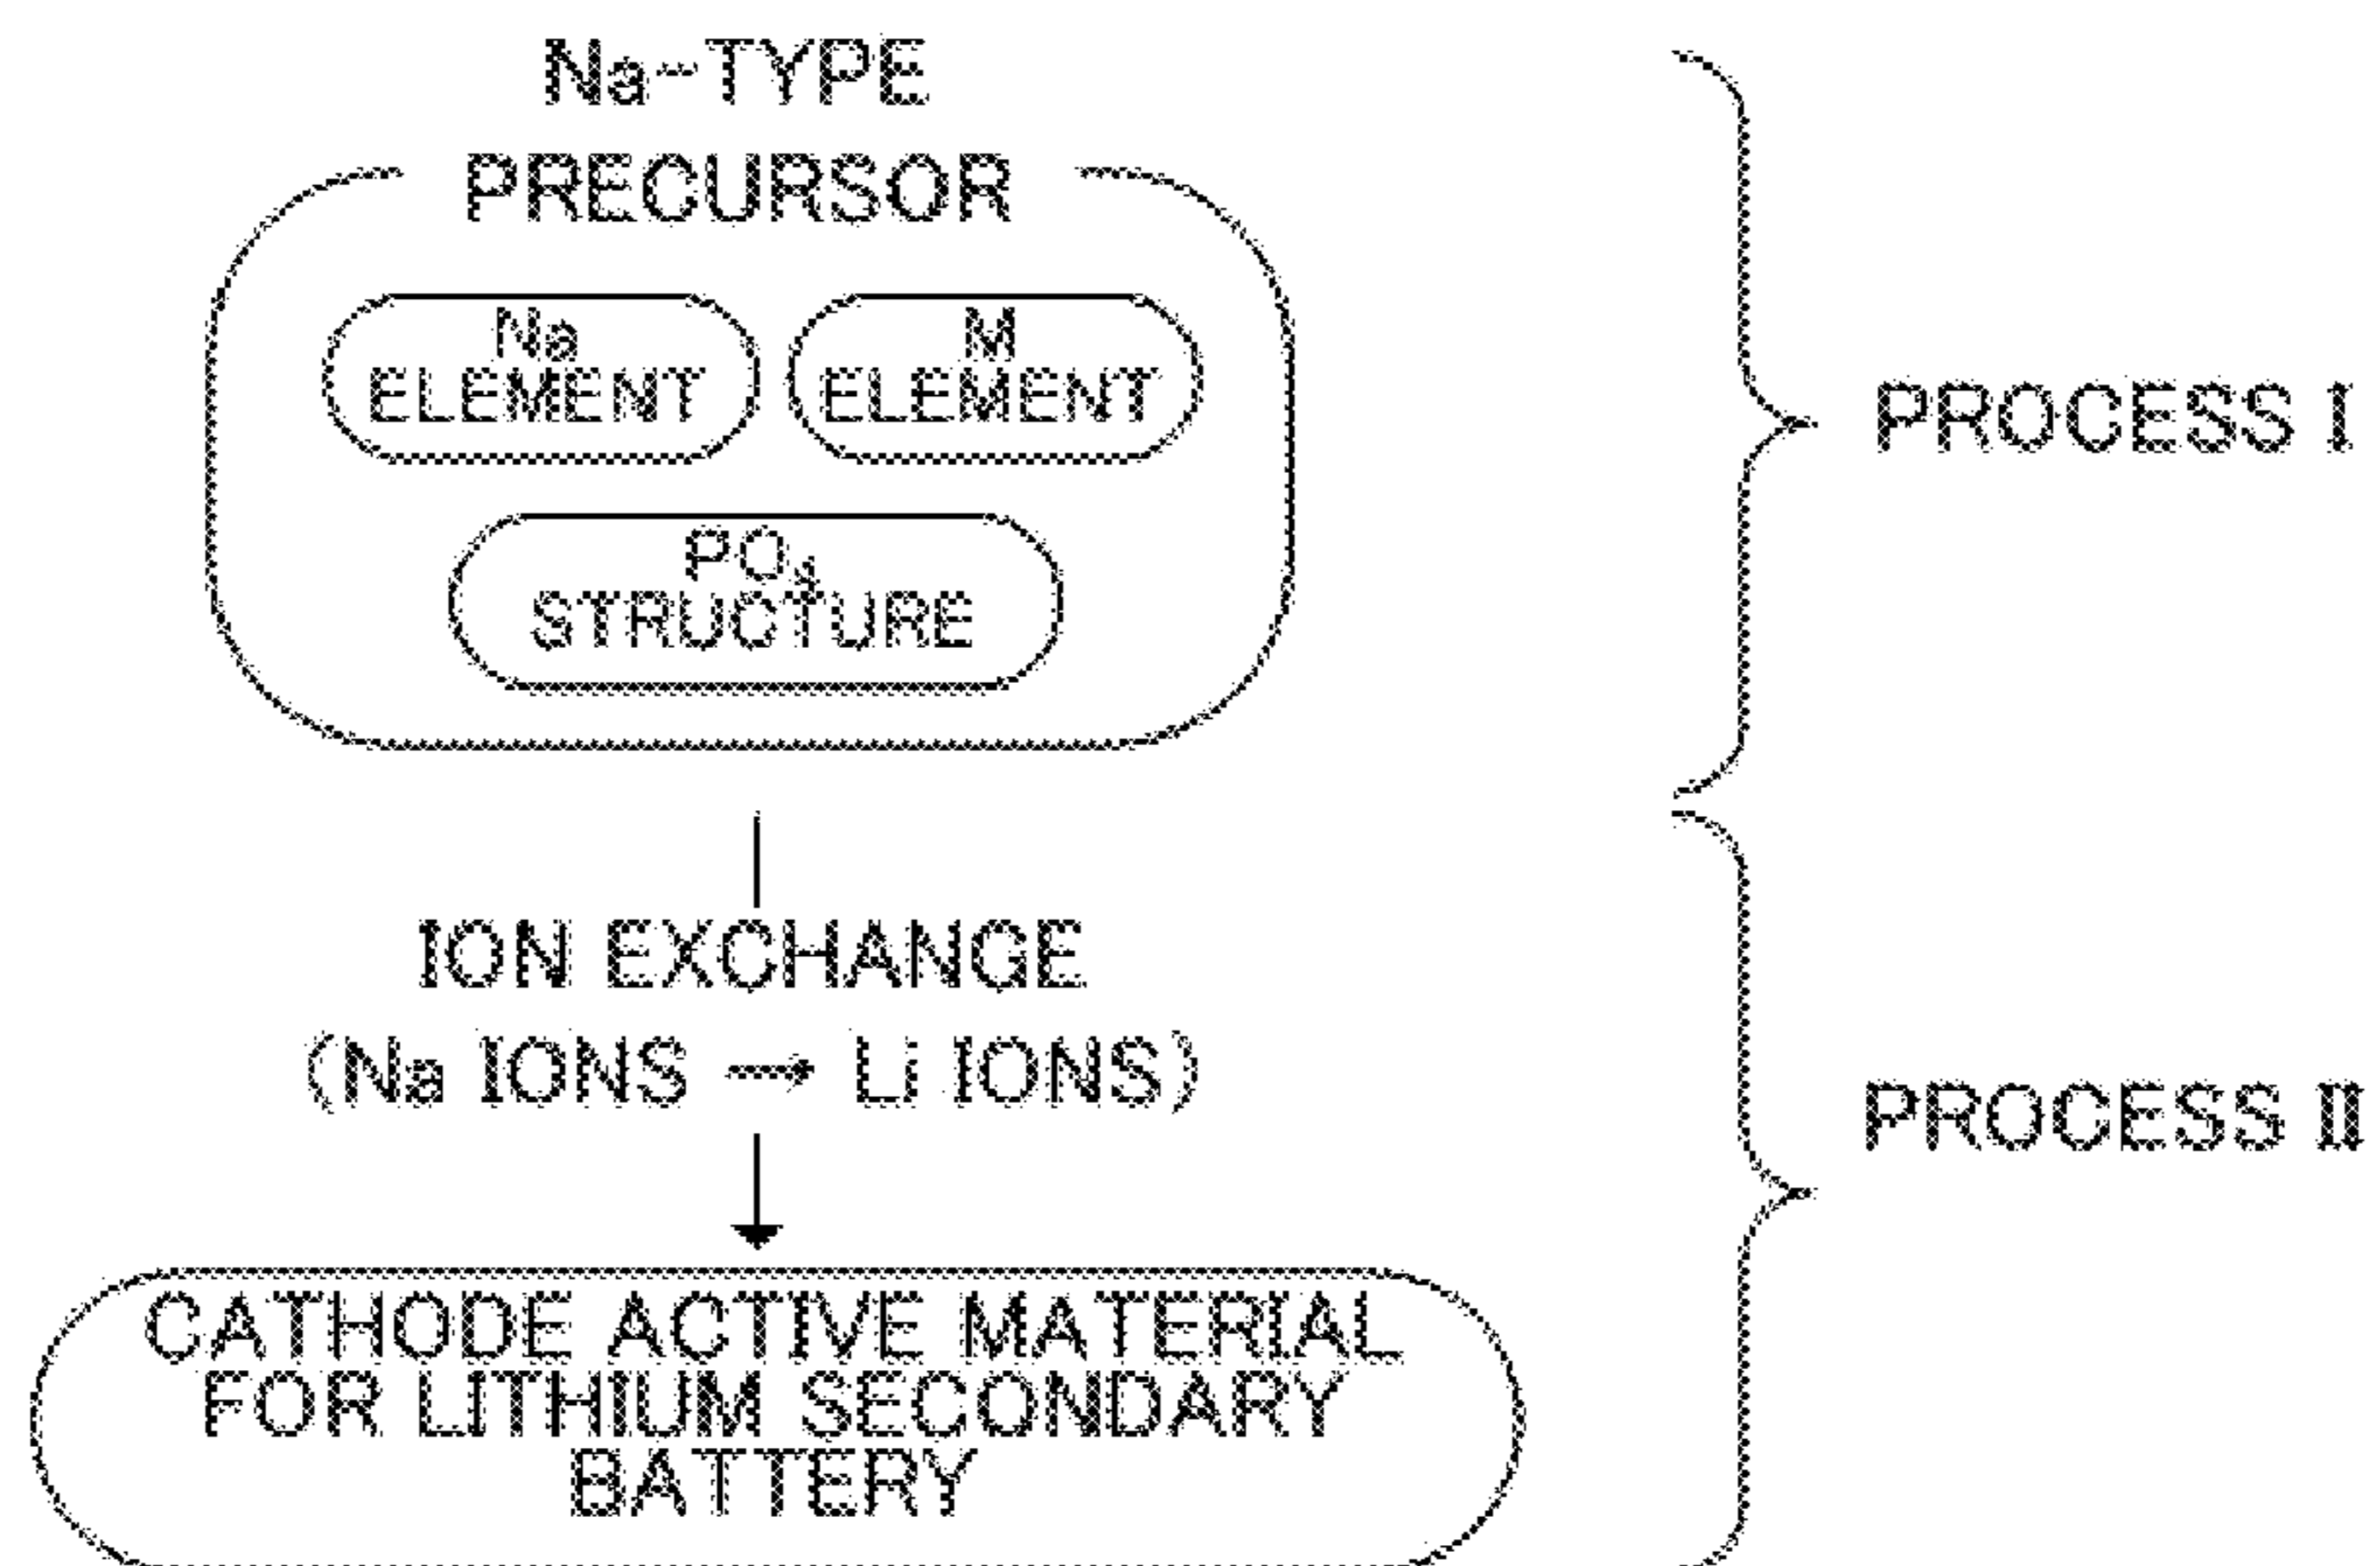 Na-TYPE
PRECURSOR
Na
ELEMENT
M
ELEMENT
PO₄
STRUCTURE
PROCESS I
ION EXCHANGE
(Na IONS → Li IONS)
PROCESS II
CATHODE ACTIVE MATERIAL
FOR LITHIUM SECONDARY
BATTERY